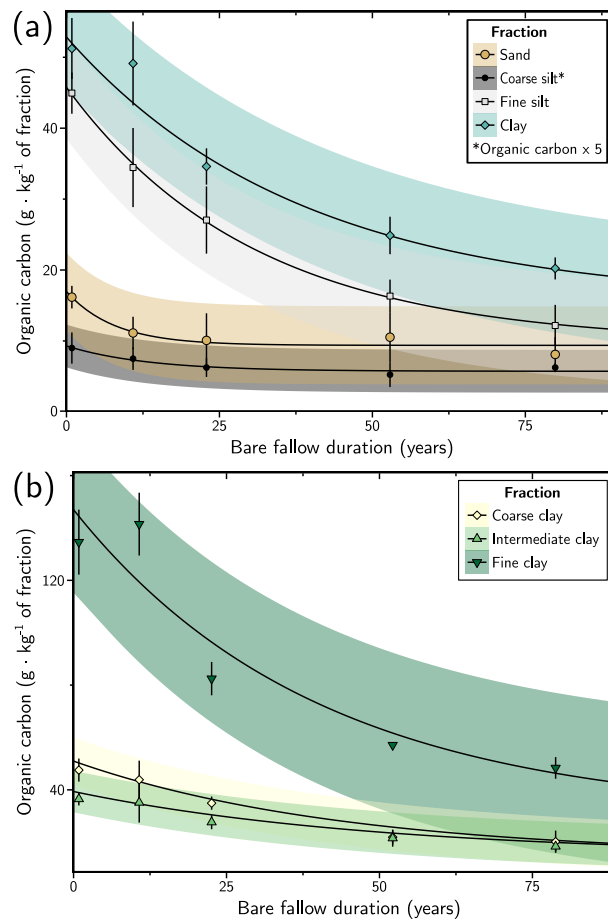 (a)
Organic carbon (g · kg⁻¹ of fraction)
40
20
0
Fraction
Sand
Coarse silt*
Fine silt
Clay
*Organic carbon x 5
0 25 50 75
Bare fallow duration (years)
(b)
Organic carbon (g · kg⁻¹ of fraction)
120
40
Fraction
Coarse clay
Intermediate clay
Fine clay
0 25 50 75
Bare fallow duration (years)